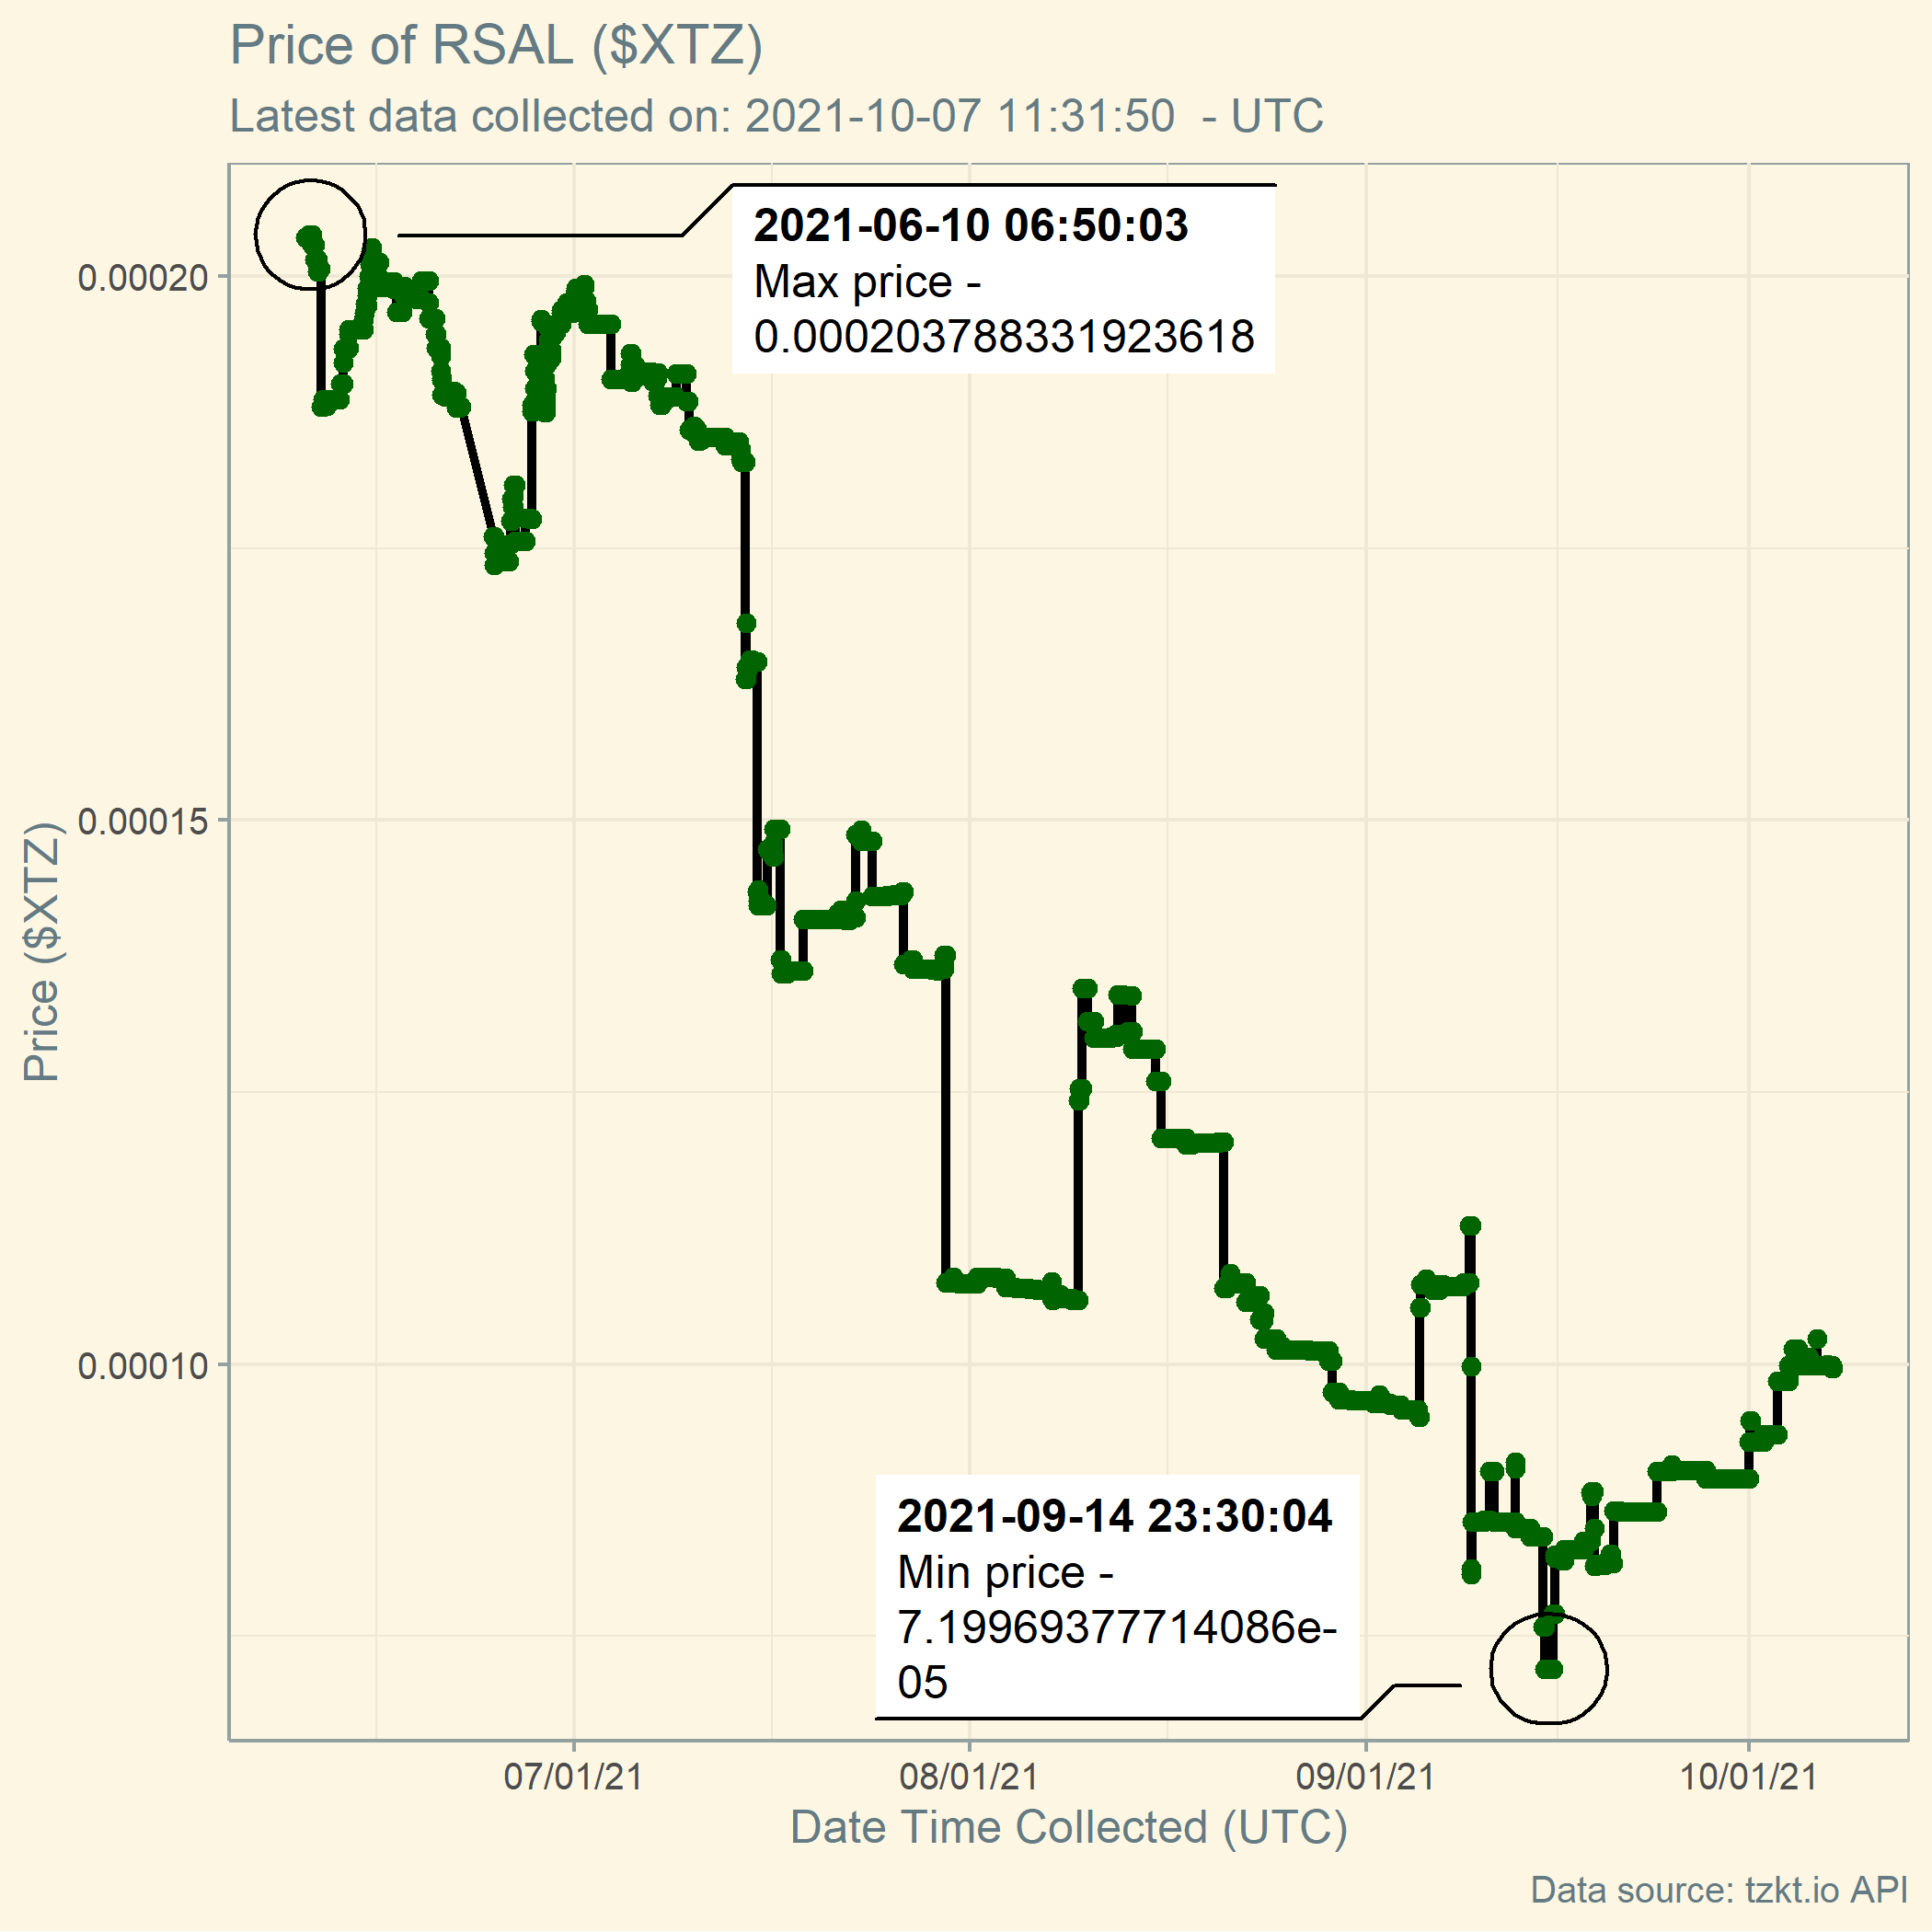 Price of RSAL ($XTZ)
Latest data collected on: 2021-10-07 11:31:50  - UTC
2021-06-10 06:50:03
Max price -
0.000203788331923618
0.00020
0.00015
0.00010
Price ($XTZ)
2021-09-14 23:30:04
Min price -
7.19969377714086e-
05
07/01/21
08/01/21
09/01/21
10/01/21
Date Time Collected (UTC)
Data source: tzkt.io API